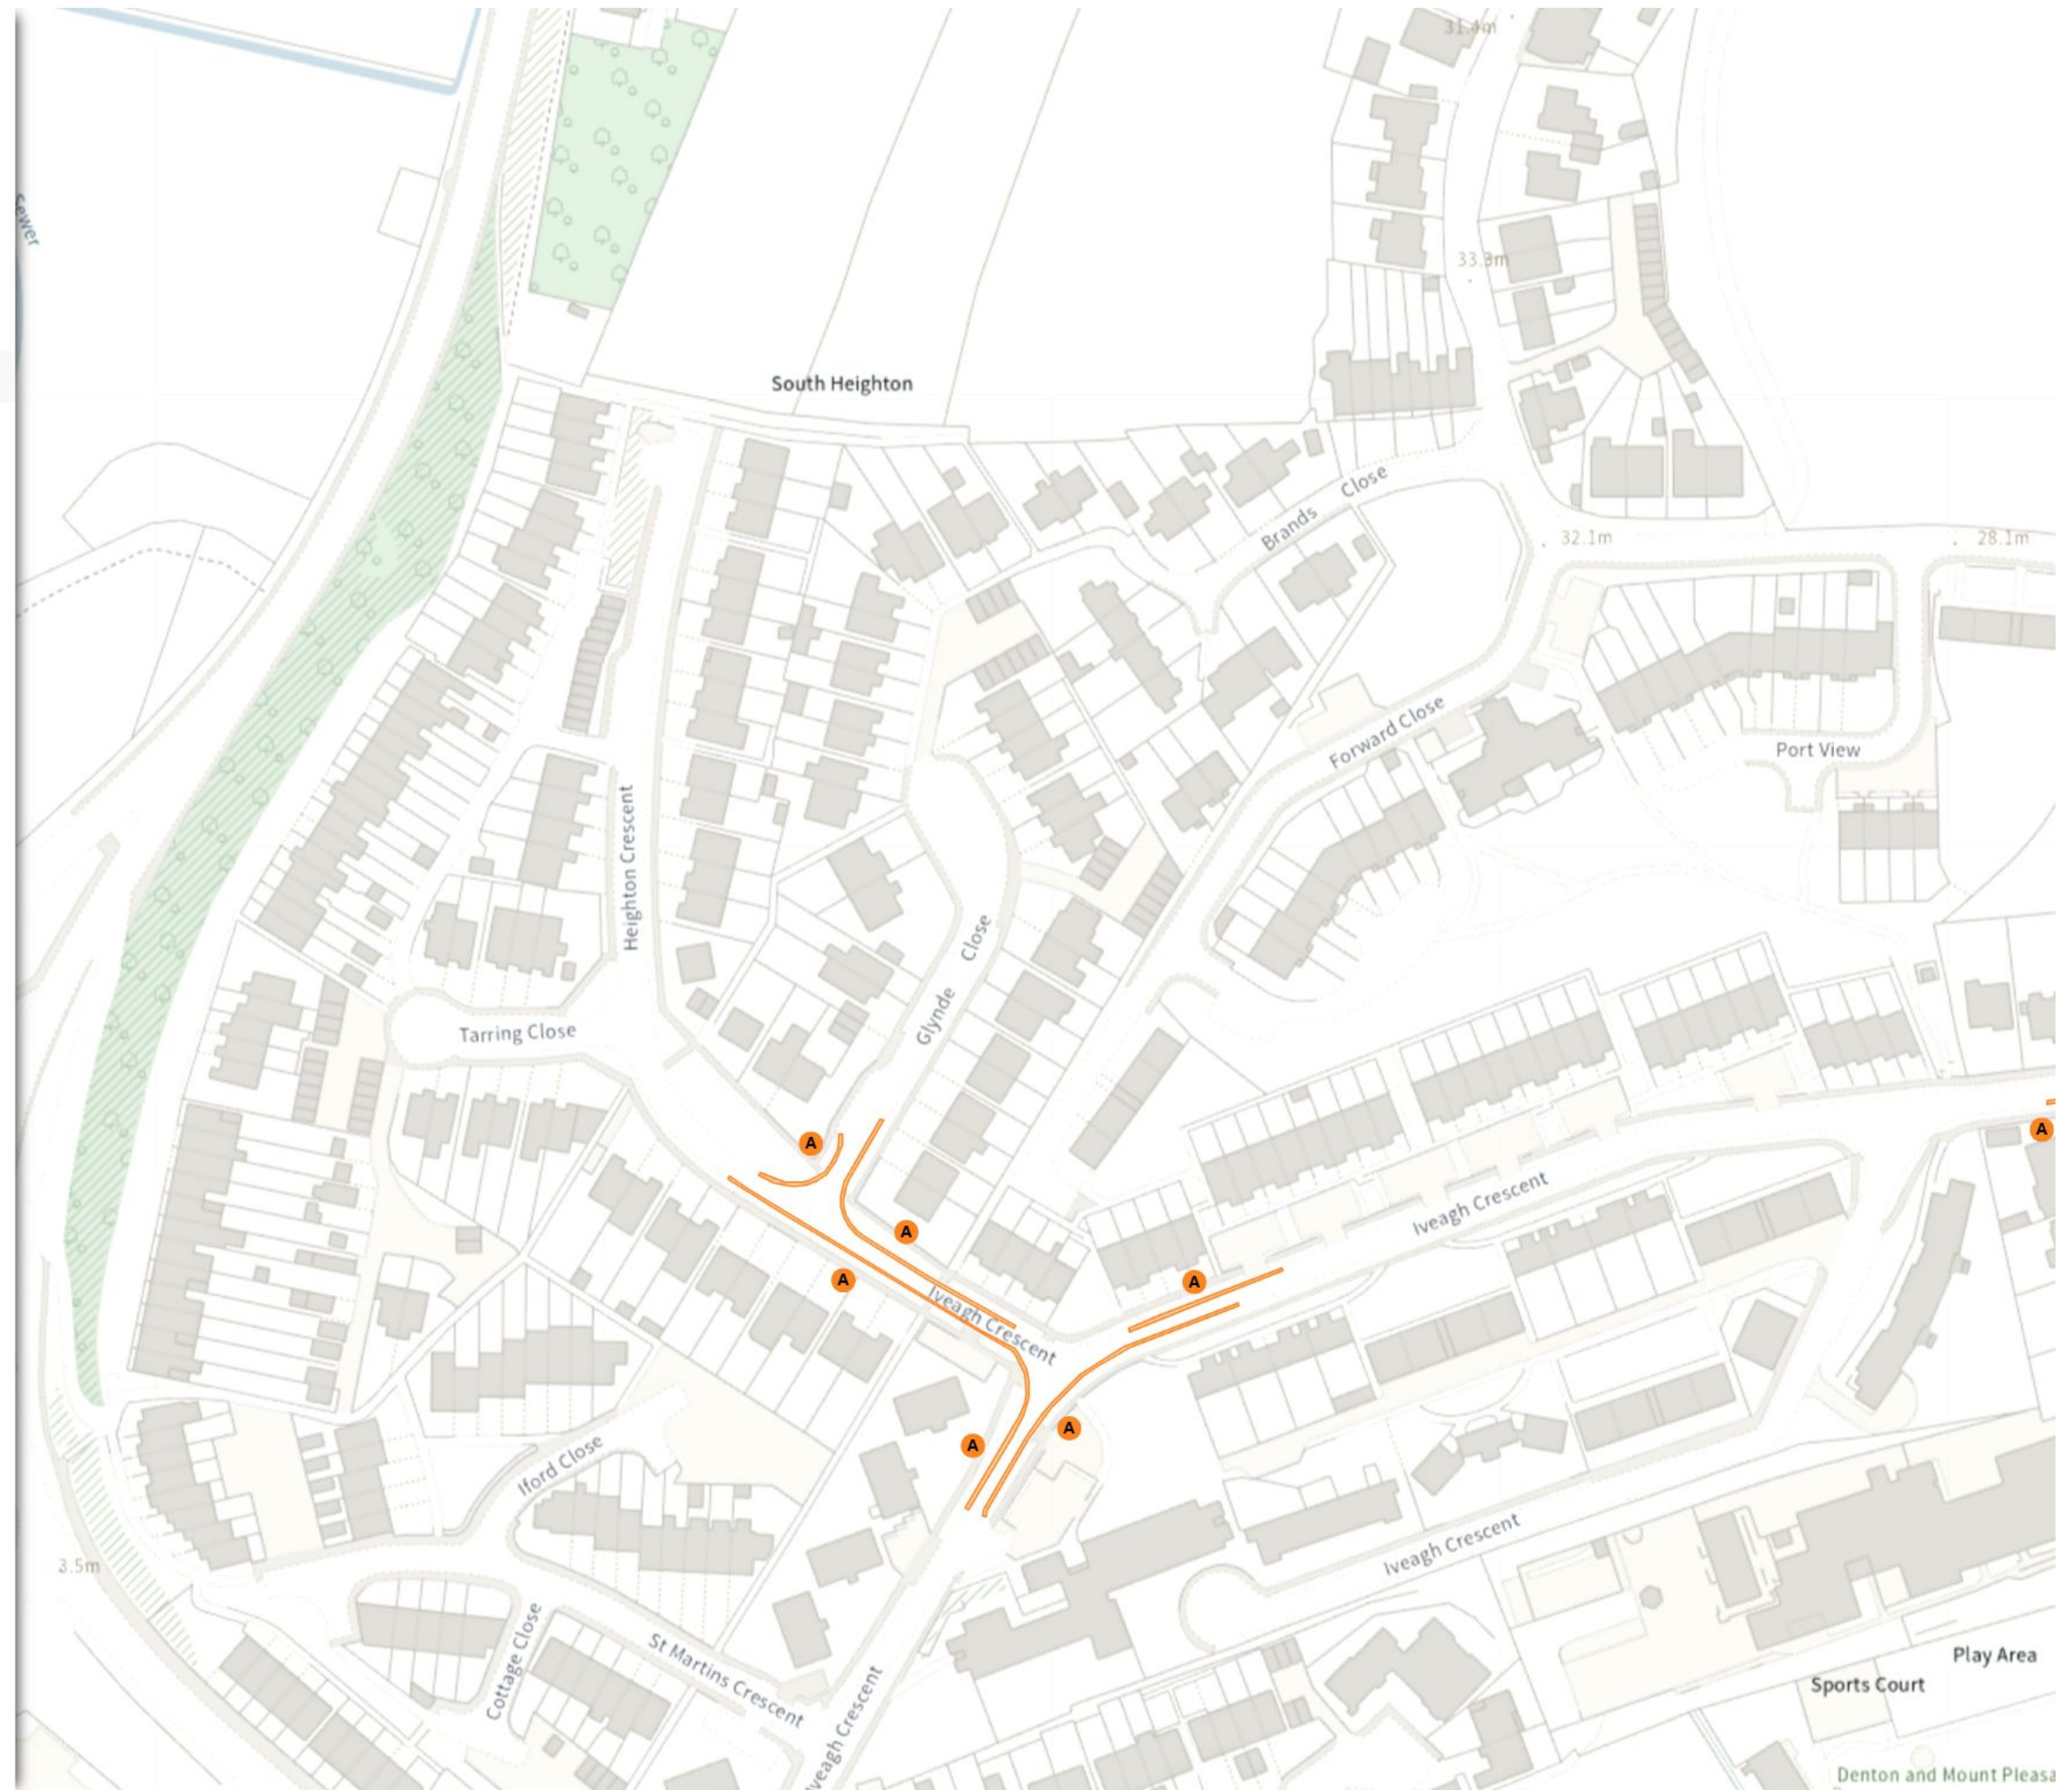 31.4m
Sewer
33.3m
South Heighton
Brands Close
32.1m
28.1m
Forward Close
Port View
Heighton Crescent
Glynde Close
Tarring Close
A
A
A
A
A
A
A
Iveagh Crescent
Iveagh Crescent
Iford Close
Iveagh Crescent
3.5m
Cottage Close
St Martins Crescent
Iveagh Crescent
Play Area
Sports Court
Denton and Mount Pleasa